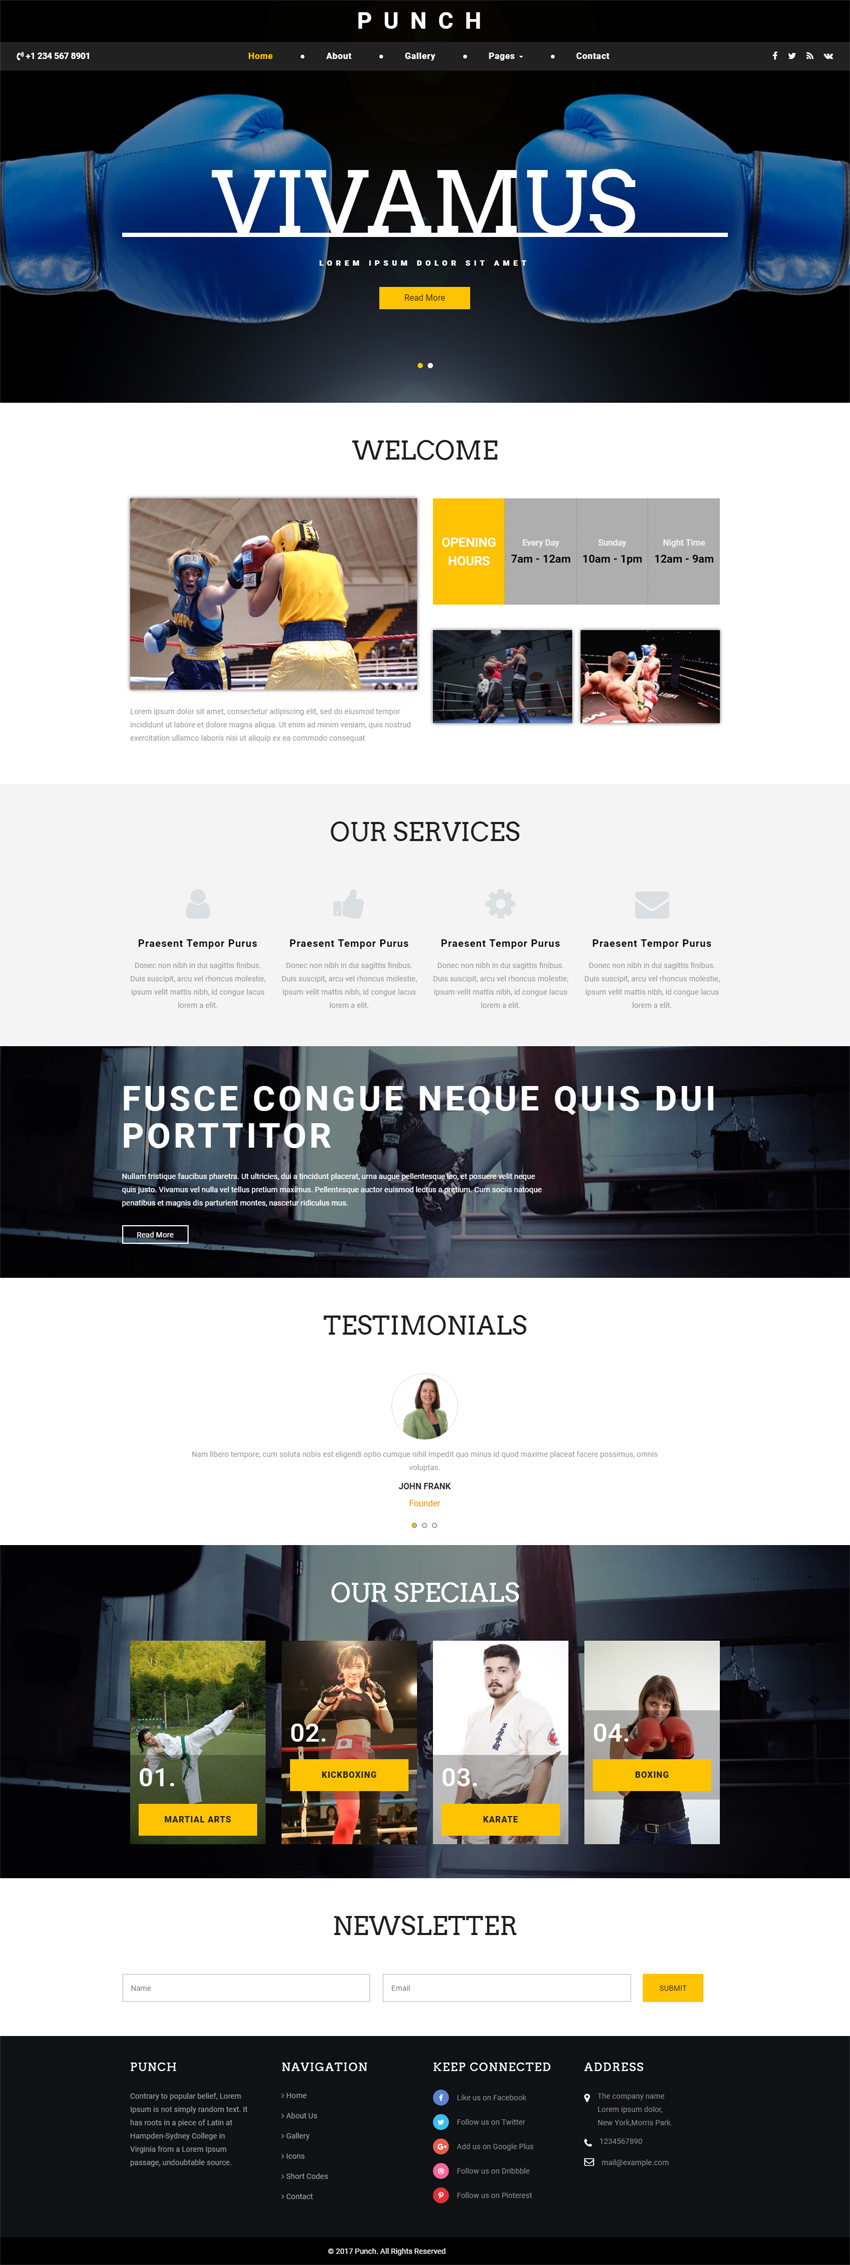 PUNCH
+1 234 567 8901
Home
About
Gallery
Pages
Contact
VIVAMUS
LOREM IPSUM DOLOR SIT AMET
Read More
WELCOME
OPENING
HOURS
Every Day
7am - 12am
Sunday
10am - 1pm
Night Time
12am - 9am
Lorem ipsum dolor sit amet, consectetur adipiscing elit, sed do eiusmod tempor
incididunt ut labore et dolore magna aliqua. Ut enim ad minim veniam, quis nostrud
exercitation ullamco laboris nisi ut aliquip ex ea commodo consequat
OUR SERVICES
Praesent Tempor Purus
Donec non nibh in dui sagittis finibus.
Duis suscipit, arcu vel rhoncus molestie,
ipsum velit mattis nibh, id congue lacus
lorem a elit.
Praesent Tempor Purus
Donec non nibh in dui sagittis finibus.
Duis suscipit, arcu vel rhoncus molestie,
ipsum velit mattis nibh, id congue lacus
lorem a elit.
Praesent Tempor Purus
Donec non nibh in dui sagittis finibus.
Duis suscipit, arcu vel rhoncus molestie,
ipsum velit mattis nibh, id congue lacus
lorem a elit.
Praesent Tempor Purus
Donec non nibh in dui sagittis finibus.
Duis suscipit, arcu vel rhoncus molestie,
ipsum velit mattis nibh, id congue lacus
lorem a elit.
FUSCE CONGUE NEQUE QUIS DUI
PORTTITOR
Nullam tristique faucibus pharetra. Ut ultricies, dui a tincidunt placerat, urna augue pellentesque leo, et posuere velit neque
quis justo. Vivamus vel nulla vel tellus pretium maximus. Pellentesque auctor euismod lectus a pretium. Cum sociis natoque
penatibus et magnis dis parturient montes, nascetur ridiculus mus.
Read More
TESTIMONIALS
Nam libero tempore, cum soluta nobis est eligendi optio cumque nihil impedit quo minus id quod maxime placeat facere possimus, omnis
voluptas.
JOHN FRANK
Founder
OUR SPECIALS
01.
MARTIAL ARTS
02.
KICKBOXING
03.
KARATE
04.
BOXING
NEWSLETTER
Name
Email
SUBMIT
PUNCH
Contrary to popular belief, Lorem
Ipsum is not simply random text. It
has roots in a piece of Latin at
Hampden-Sydney College in
Virginia from a Lorem Ipsum
passage, undoubtable source.
NAVIGATION
Home
About Us
Gallery
Icons
Short Codes
Contact
KEEP CONNECTED
Like us on Facebook
Follow us on Twitter
Add us on Google Plus
Follow us on Dribbble
Follow us on Pinterest
ADDRESS
The company name
Lorem ipsum dolor,
New York,Morris Park.
1234567890
mail@example.com
© 2017 Punch. All Rights Reserved